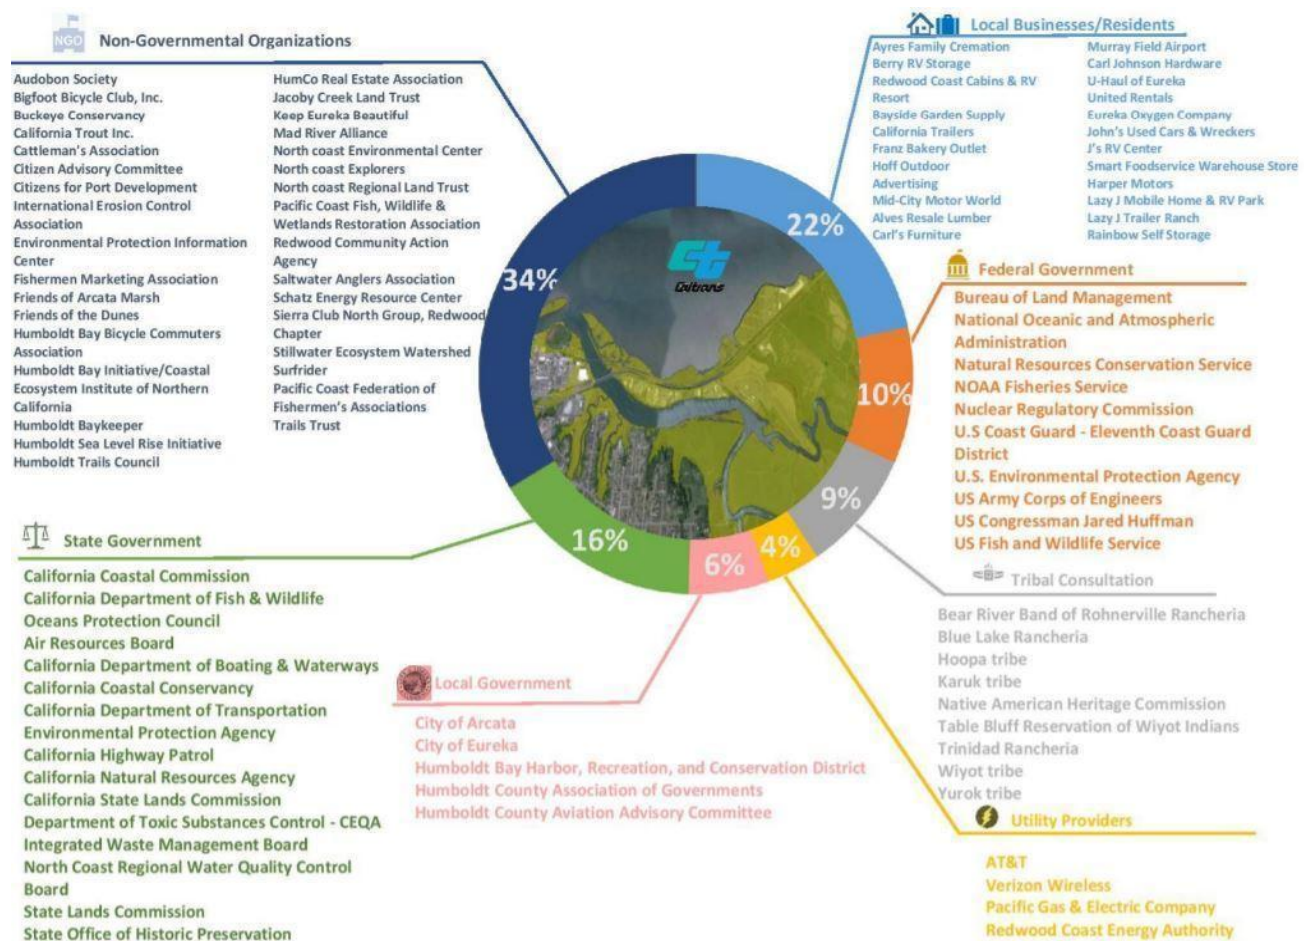 NGO
Non-Governmental Organizations
Audobon Society
Bigfoot Bicycle Club, Inc.
Buckeye Conservancy
California Trout Inc.
Cattleman's Association
Citizen Advisory Committee
Citizens for Port Development
International Erosion Control
Association
Environmental Protection Information
Center
Fishermen Marketing Association
Friends of Arcata Marsh
Friends of the Dunes
Humboldt Bay Bicycle Commuters
Association
Humboldt Bay Initiative/Coastal
Ecosystem Institute of Northern
California
Humboldt Baykeeper
Humboldt Sea Level Rise Initiative
Humboldt Trails Council
HumCo Real Estate Association
Jacoby Creek Land Trust
Keep Eureka Beautiful
Mad River Alliance
North coast Environmental Center
North coast Explorers
North coast Regional Land Trust
Pacific Coast Fish, Wildlife &
Wetlands Restoration Association
Redwood Community Action
Agency
Saltwater Anglers Association
Schatz Energy Resource Center
Sierra Club North Group, Redwood
Chapter
Stillwater Ecosystem Watershed
Surfrider
Pacific Coast Federation of
Fishermen's Associations
Trails Trust
Local Businesses/Residents
Ayres Family Cremation
Berry RV Storage
Redwood Coast Cabins & RV
Resort
Bayside Garden Supply
California Trailers
Franz Bakery Outlet
Hoff Outdoor
Advertising
Mid-City Motor World
Alves Resale Lumber
Carl's Furniture
Murray Field Airport
Carl Johnson Hardware
U-Haul of Eureka
United Rentals
Eureka Oxygen Company
John's Used Cars & Wreckers
J's RV Center
Smart Foodservice Warehouse Store
Harper Motors
Lazy J Mobile Home & RV Park
Lazy J Trailer Ranch
Rainbow Self Storage
34%
22%
10%
9%
4%
6%
16%
Ct
Caltrans
Federal Government
Bureau of Land Management
National Oceanic and Atmospheric
Administration
Natural Resources Conservation Service
NOAA Fisheries Service
Nuclear Regulatory Commission
U.S Coast Guard - Eleventh Coast Guard
District
U.S. Environmental Protection Agency
US Army Corps of Engineers
US Congressman Jared Huffman
US Fish and Wildlife Service
State Government
California Coastal Commission
California Department of Fish & Wildlife
Oceans Protection Council
Air Resources Board
California Department of Boating & Waterways
California Coastal Conservancy
California Department of Transportation
Environmental Protection Agency
California Highway Patrol
California Natural Resources Agency
California State Lands Commission
Department of Toxic Substances Control - CEQA
Integrated Waste Management Board
North Coast Regional Water Quality Control
Board
State Lands Commission
State Office of Historic Preservation
Local Government
City of Arcata
City of Eureka
Humboldt Bay Harbor, Recreation, and Conservation District
Humboldt County Association of Governments
Humboldt County Aviation Advisory Committee
Tribal Consultation
Bear River Band of Rohnerville Rancheria
Blue Lake Rancheria
Hoopa tribe
Karuk tribe
Native American Heritage Commission
Table Bluff Reservation of Wiyot Indians
Trinidad Rancheria
Wiyot tribe
Yurok tribe
Utility Providers
AT&T
Verizon Wireless
Pacific Gas & Electric Company
Redwood Coast Energy Authority